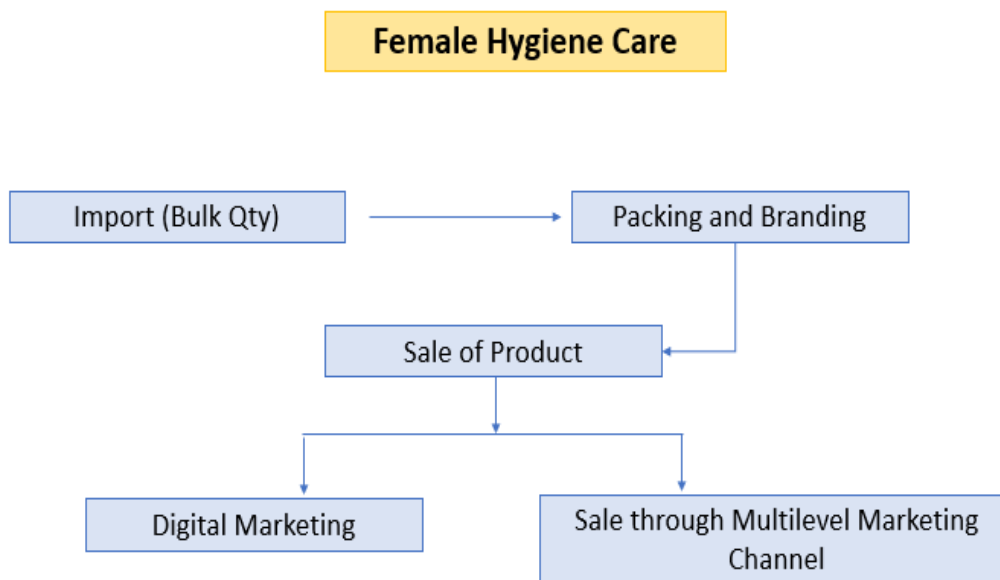 Female Hygiene Care
Import (Bulk Qty)
Packing and Branding
Sale of Product
Digital Marketing
Sale through Multilevel Marketing
Channel